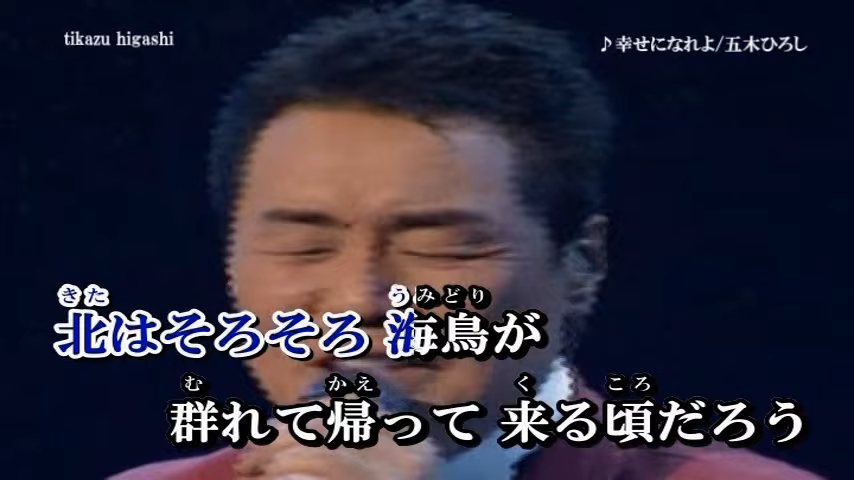 tikazu higashi
♪幸せになれよ/五木ひろし
きた うみどり
北はそろそろ 海鳥が
む かえ く ころ
群れて帰って 来る頃だろう